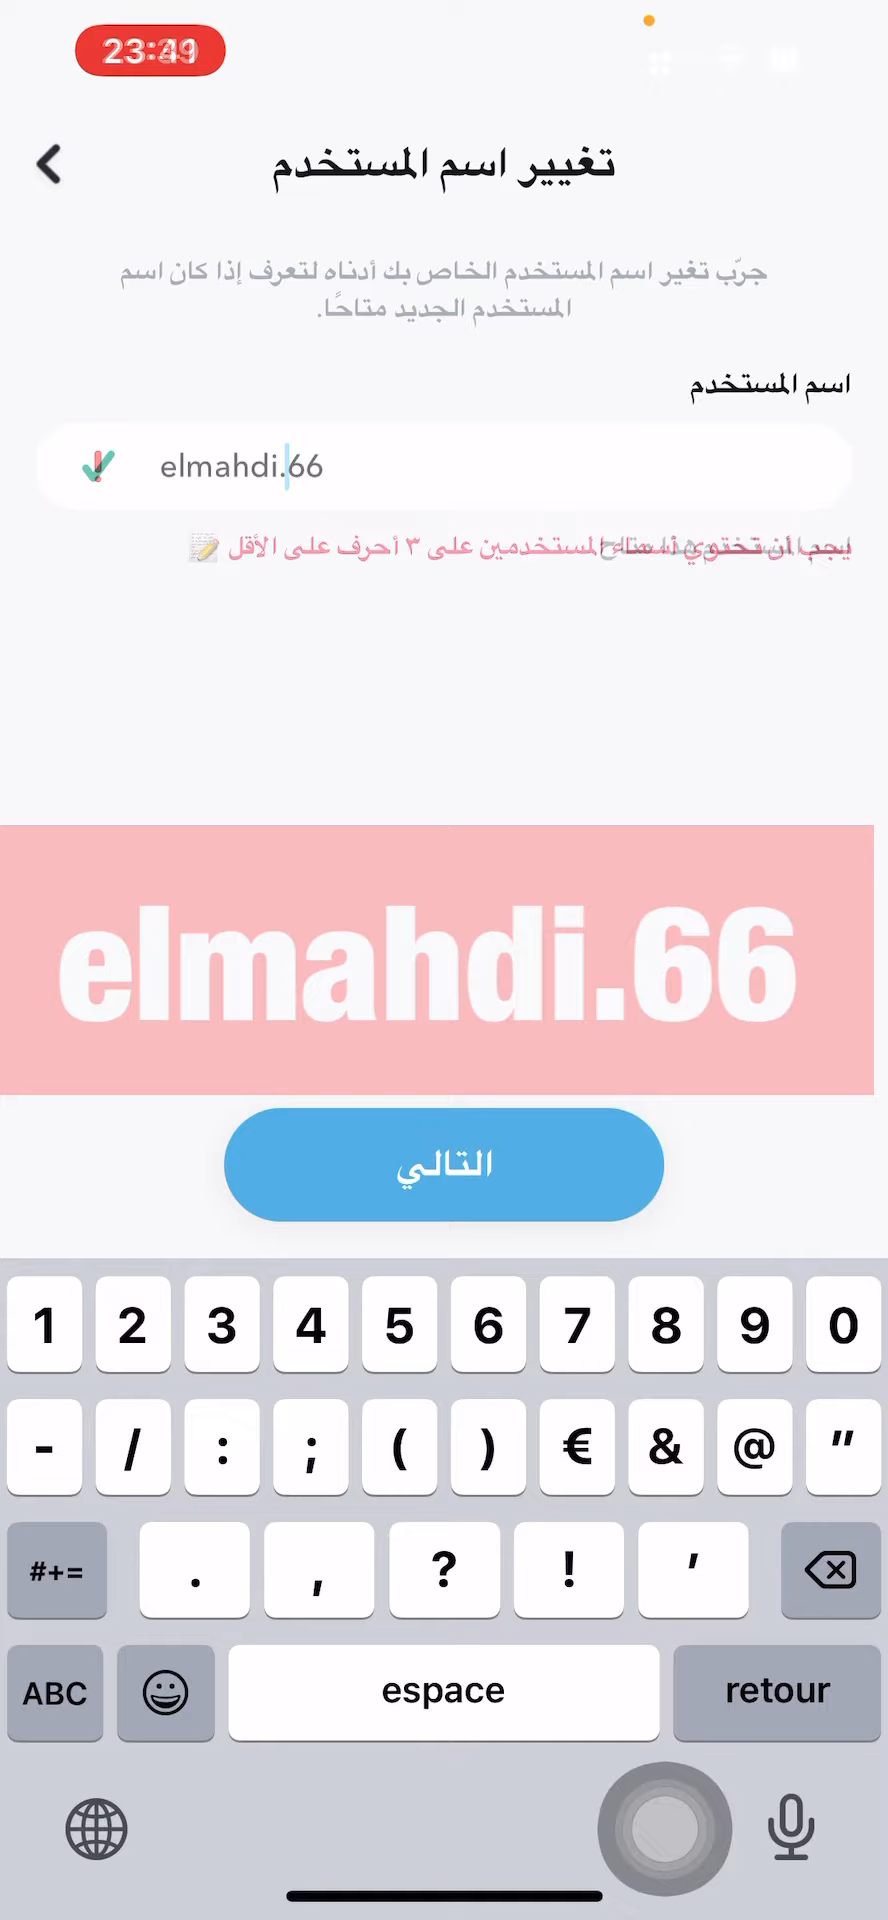 تغيير اسم المستخدم
جرّب تغير اسم المستخدم الخاص بك أدناه لتعرف إذا كان اسم
المستخدم الجديد متاحًا.
اسم المستخدم
elmahdi.66
يجب أن تحتوي أسماء المستخدمين على ٣ أحرف على الأقل 📝
elmahdi.66
التالي
1 2 3 4 5 6 7 8 9 0
- / : ; ( ) € & @ "
#+= . , ? ! '
ABC espace retour